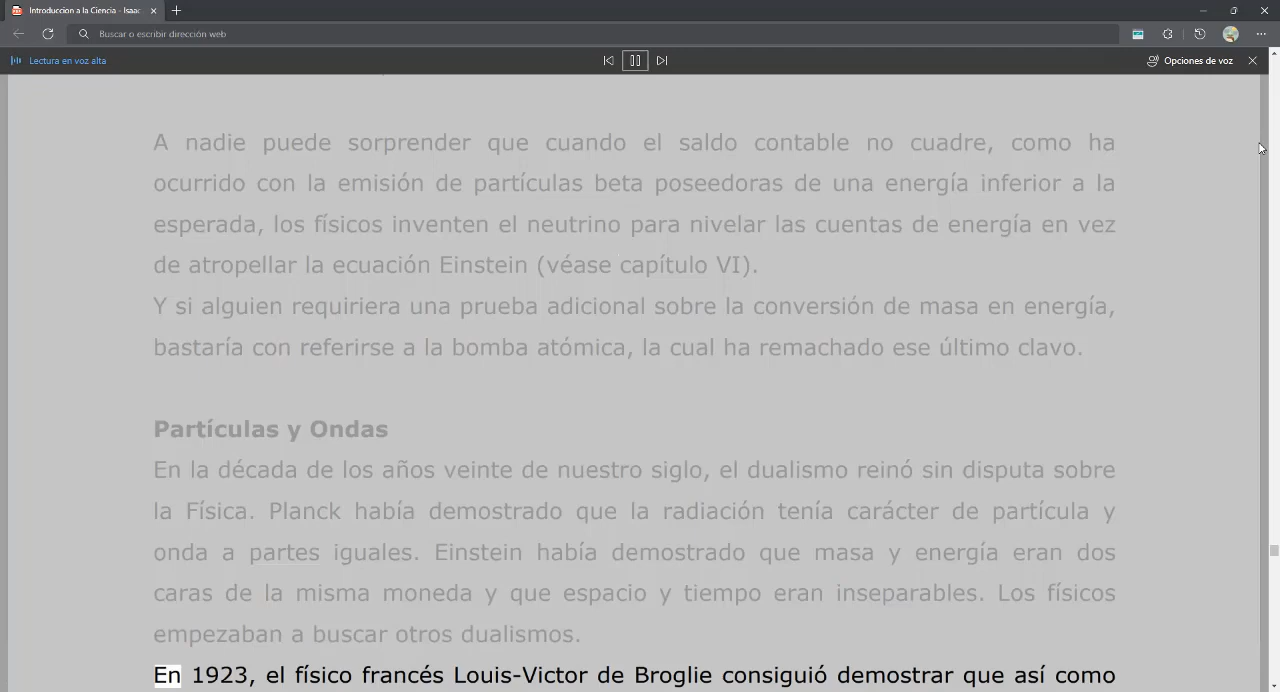 Introduccion a la Ciencia - Isaac
Buscar o escribir dirección web
Lectura en voz alta
Opciones de voz
A nadie puede sorprender que cuando el saldo contable no cuadre, como ha
ocurrido con la emisión de partículas beta poseedoras de una energía inferior a la
esperada, los físicos inventen el neutrino para nivelar las cuentas de energía en vez
de atropellar la ecuación Einstein (véase capítulo VI).
Y si alguien requiriera una prueba adicional sobre la conversión de masa en energía,
bastaría con referirse a la bomba atómica, la cual ha remachado ese último clavo.
Partículas y Ondas
En la década de los años veinte de nuestro siglo, el dualismo reinó sin disputa sobre
la Física. Planck había demostrado que la radiación tenía carácter de partícula y
onda a partes iguales. Einstein había demostrado que masa y energía eran dos
caras de la misma moneda y que espacio y tiempo eran inseparables. Los físicos
empezaban a buscar otros dualismos.
En 1923, el físico francés Louis-Victor de Broglie consiguió demostrar que así como